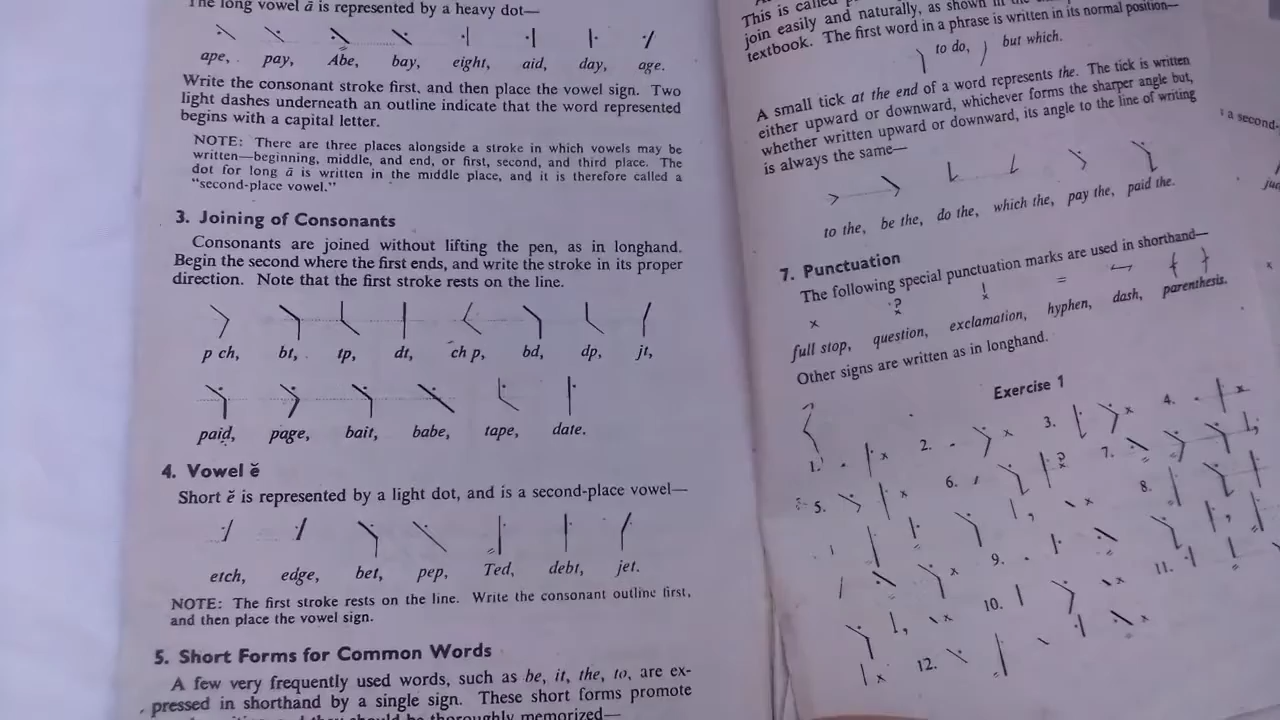 The long vowel ā is represented by a heavy dot—
ape, pay, Abe, bay, eight, aid, day, age.
Write the consonant stroke first, and then place the vowel sign. Two
light dashes underneath an outline indicate that the word represented
begins with a capital letter.
NOTE: There are three places alongside a stroke in which vowels may be
written—beginning, middle, and end, or first, second, and third place. The
dot for long ā is written in the middle place, and it is therefore called a
"second-place vowel."
3. Joining of Consonants
Consonants are joined without lifting the pen, as in longhand.
Begin the second where the first ends, and write the stroke in its proper
direction. Note that the first stroke rests on the line.
p ch, bt, tp, dt, ch p, bd, dp, jt,
paid, page, bait, babe, tape, date.
4. Vowel ĕ
Short ĕ is represented by a light dot, and is a second-place vowel—
etch, edge, bet, pep, Ted, debt, jet.
NOTE: The first stroke rests on the line. Write the consonant outline first,
and then place the vowel sign.
5. Short Forms for Common Words
A few very frequently used words, such as be, it, the, to, are ex-
pressed in shorthand by a single sign. These short forms promote
thoroughly memorized—
This is called
join easily and naturally, as shown in the
textbook. The first word in a phrase is written in its normal position—
to do, but which.
A small tick at the end of a word represents the. The tick is written
either upward or downward, whichever forms the sharper angle but,
whether written upward or downward, its angle to the line of writing
is always the same—
to the, be the, do the, which the, pay the, paid the.
7. Punctuation
The following special punctuation marks are used in shorthand—
full stop, question, exclamation, hyphen, dash, parenthesis.
Other signs are written as in longhand.
Exercise 1
1. 2. 3. 4.
5. 6. 7.
8.
9.
10. 11.
12.
a second-